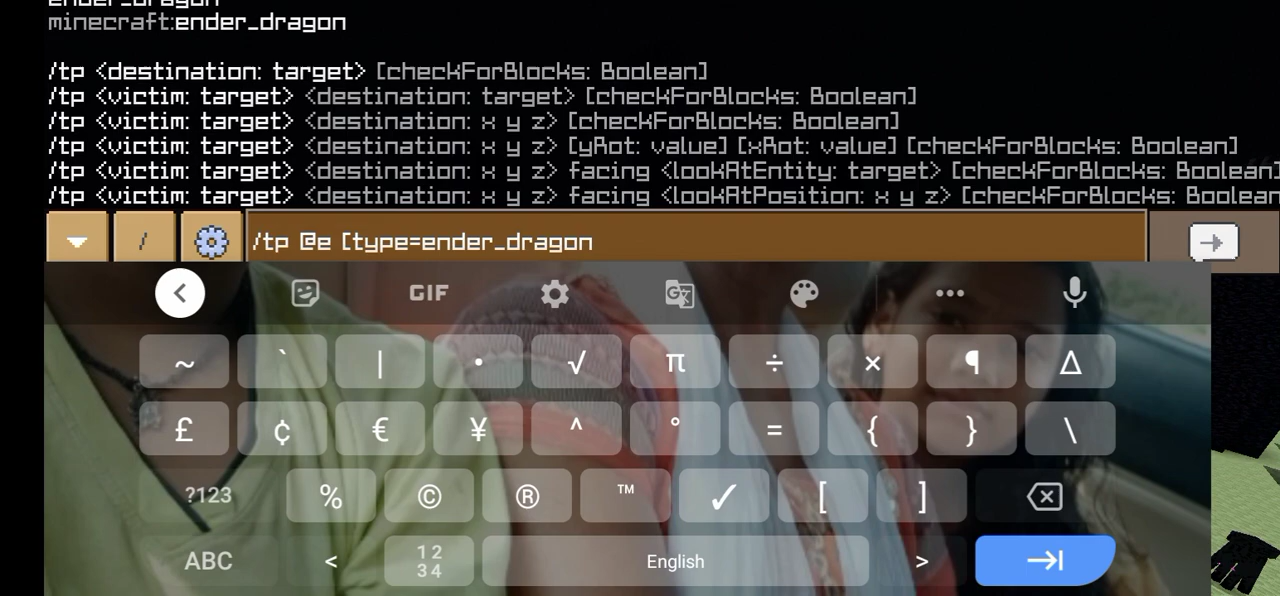 ender_dragon
minecraft:ender_dragon
/tp <destination: target> [checkForBlocks: Boolean]
/tp <victim: target> <destination: target> [checkForBlocks: Boolean]
/tp <victim: target> <destination: x y z> [checkForBlocks: Boolean]
/tp <victim: target> <destination: x y z> [yRot: value] [xRot: value] [checkForBlocks: Boolean]
/tp <victim: target> <destination: x y z> facing <lookAtEntity: target> [checkForBlocks: Boolean]
/tp <victim: target> <destination: x y z> facing <lookAtPosition: x y z> [checkForBlocks: Boolean
/ /tp @e [type=ender_dragon
GIF
~ ` | • √ π ÷ × ¶ Δ
£ ¢ € ¥ ^ ° = { } \
?123 % © ® ™ ✓ [ ]
ABC < 12 34 English >